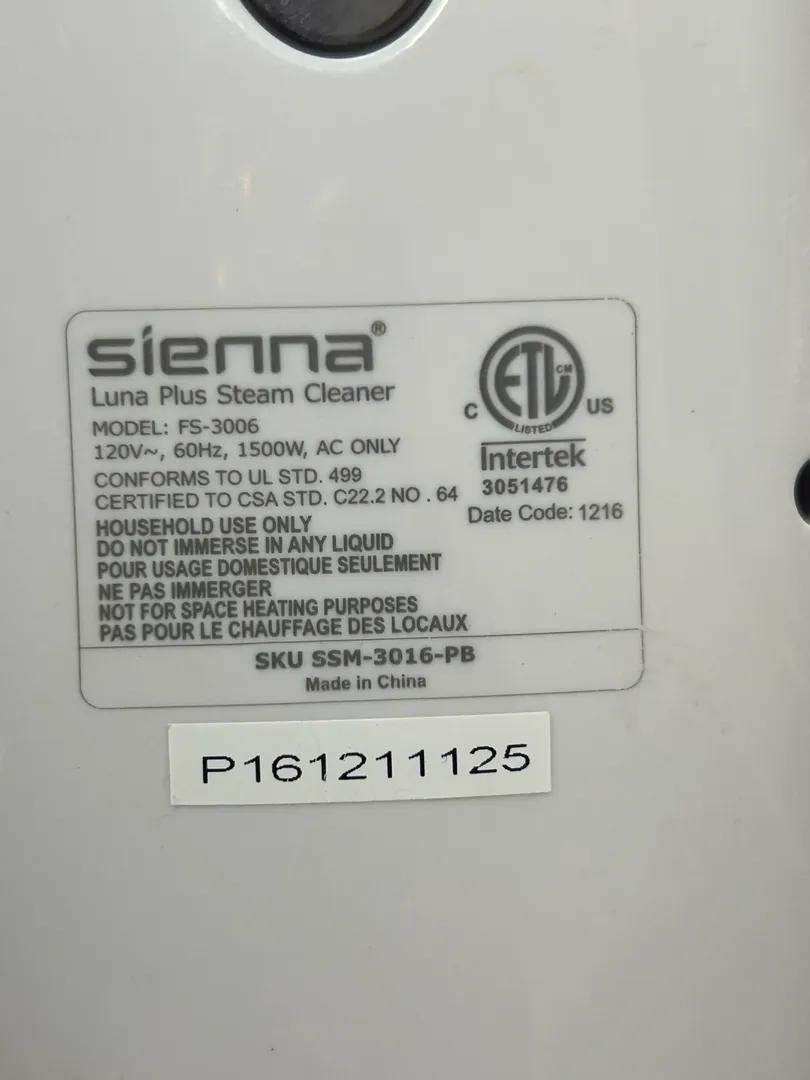 sienna®
Luna Plus Steam Cleaner
MODEL: FS-3006
120V~, 60Hz, 1500W, AC ONLY
CONFORMS TO UL STD. 499
CERTIFIED TO CSA STD. C22.2 NO . 64
HOUSEHOLD USE ONLY
DO NOT IMMERSE IN ANY LIQUID
POUR USAGE DOMESTIQUE SEULEMENT
NE PAS IMMERGER
NOT FOR SPACE HEATING PURPOSES
PAS POUR LE CHAUFFAGE DES LOCAUX
ETL CM
LISTED
C US
Intertek
3051476
Date Code: 1216
SKU SSM-3016-PB
Made in China
P161211125